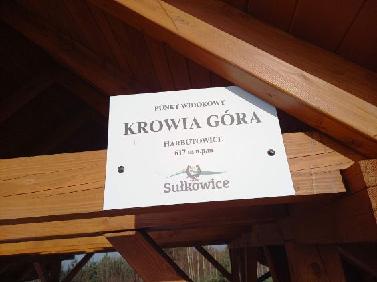 PUNKT WIDOKOWY
KROWIA GÓRA
HARBUTOWICE
617 m n.p.m
Sułkowice